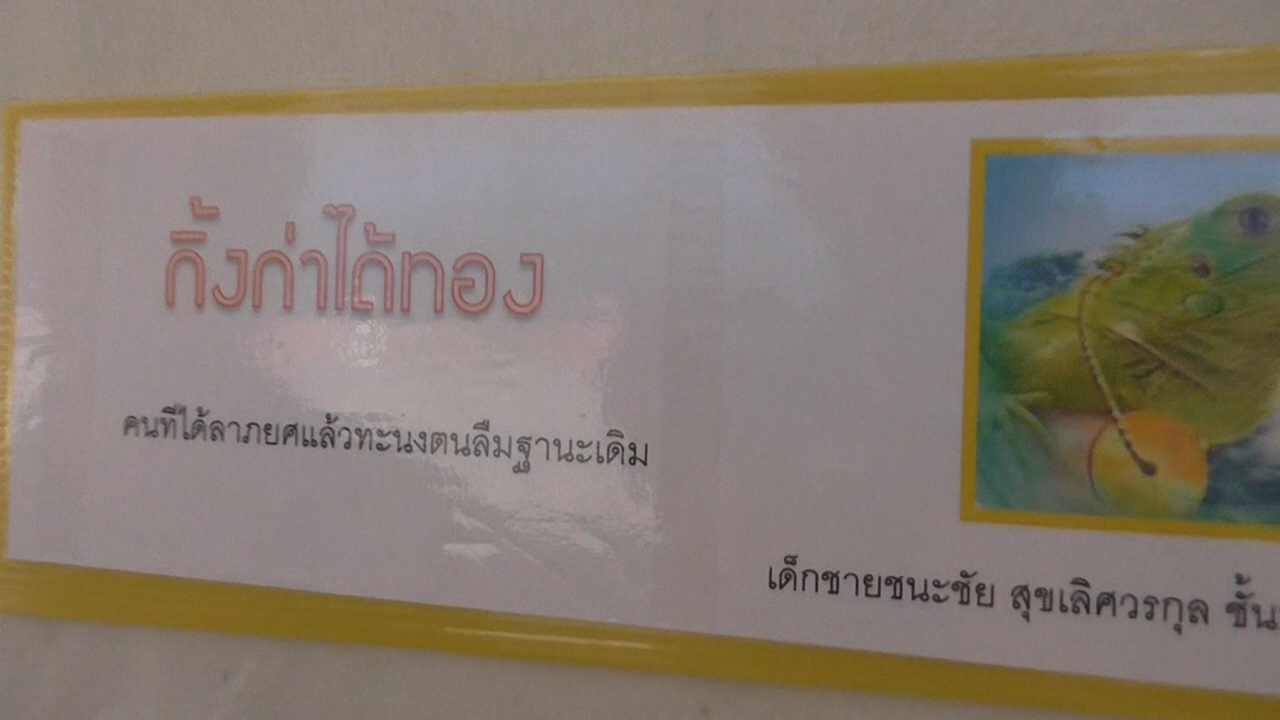 กิ้งก่าได้ทอง
คนที่ได้ลาภยศแล้วทะนงตนลืมฐานะเดิม
เด็กชายชนะชัย สุขเลิศวรกุล ชั้น